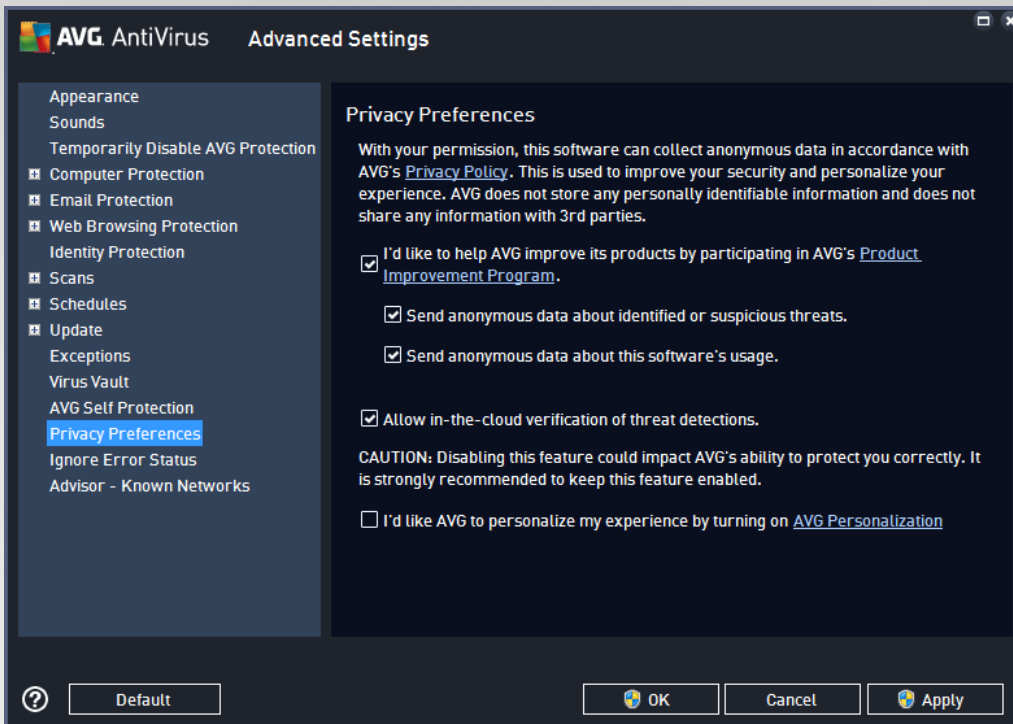 AVG AntiVirus Advanced Settings
Appearance
Sounds
Temporarily Disable AVG Protection
Computer Protection
Email Protection
Web Browsing Protection
Identity Protection
Scans
Schedules
Update
Exceptions
Virus Vault
AVG Self Protection
Privacy Preferences
Ignore Error Status
Advisor - Known Networks
Privacy Preferences
With your permission, this software can collect anonymous data in accordance with
AVG's Privacy Policy. This is used to improve your security and personalize your
experience. AVG does not store any personally identifiable information and does not
share any information with 3rd parties.
I'd like to help AVG improve its products by participating in AVG's Product
Improvement Program.
Send anonymous data about identified or suspicious threats.
Send anonymous data about this software's usage.
Allow in-the-cloud verification of threat detections.
CAUTION: Disabling this feature could impact AVG's ability to protect you correctly. It
is strongly recommended to keep this feature enabled.
I'd like AVG to personalize my experience by turning on AVG Personalization
? Default OK Cancel Apply